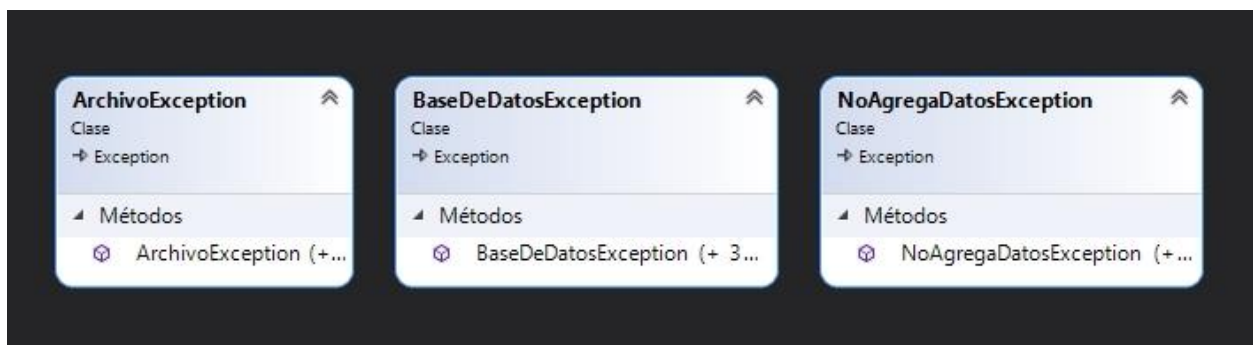 ArchivoException
Clase
Exception
Métodos
ArchivoException (+...
BaseDeDatosException
Clase
Exception
Métodos
BaseDeDatosException (+ 3...
NoAgregaDatosException
Clase
Exception
Métodos
NoAgregaDatosException (+...